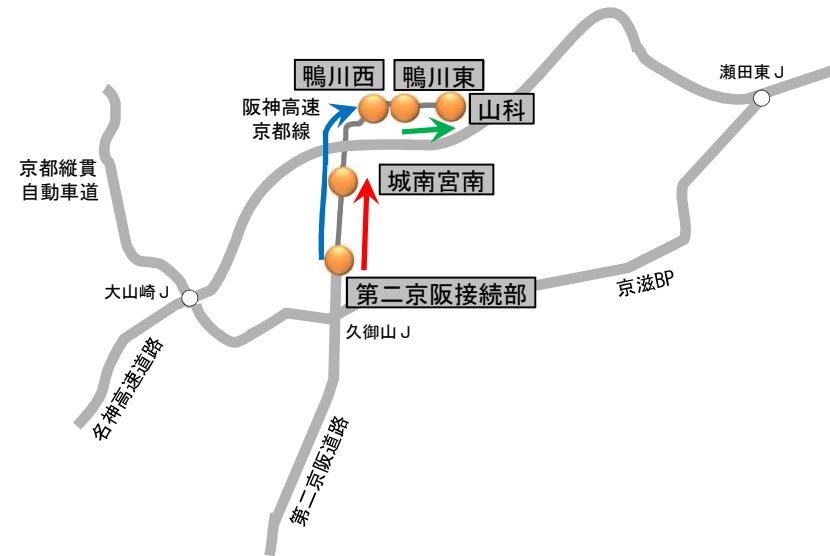 瀬田東J
鴨川西
鴨川東
山科
阪神高速
京都線
京都縦貫
自動車道
城南宮南
大山崎J
第二京阪接続部
京滋BP
久御山J
名神高速道路
第二京阪道路